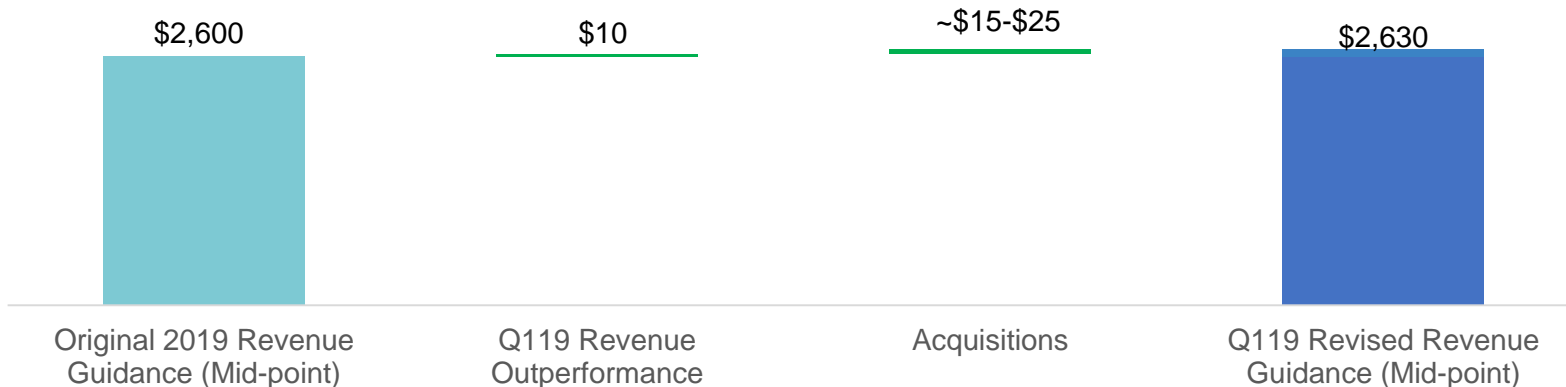 $2,600
$10
~$15-$25
$2,630
Original 2019 Revenue
Guidance (Mid-point)
Q119 Revenue
Outperformance
Acquisitions
Q119 Revised Revenue
Guidance (Mid-point)